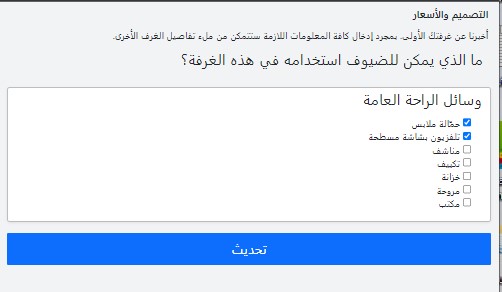 التصميم والأسعار
أخبرنا عن غرفتك الأولى. بمجرد إدخال كافة المعلومات اللازمة ستتمكن من ملء تفاصيل الغرف الأخرى.
ما الذي يمكن للضيوف استخدامه في هذه الغرفة؟
وسائل الراحة العامة
حمّالة ملابس
تلفزيون بشاشة مسطحة
مناشف
تكييف
خزانة
مروحة
مكتب
تحديث